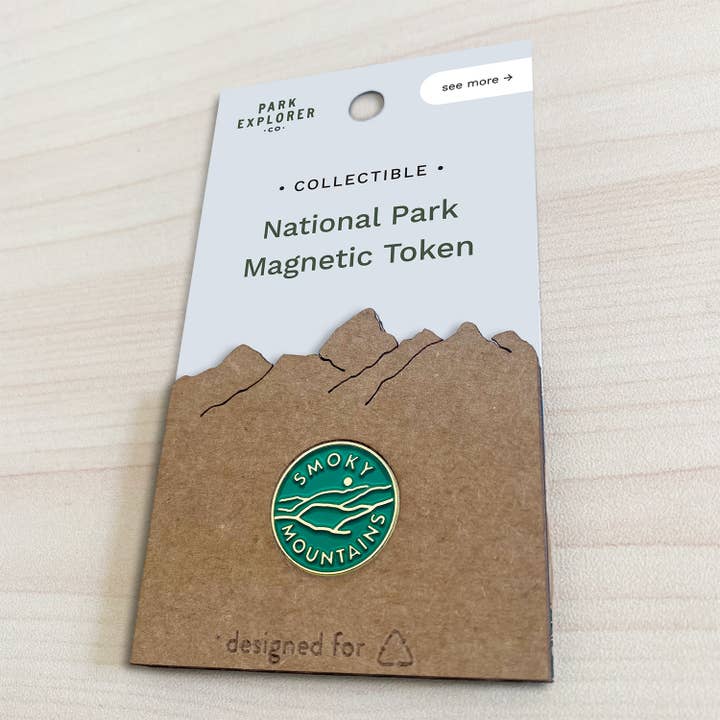 PARK
EXPLORER
·CO·
see more →
• COLLECTIBLE •
National Park
Magnetic Token
SMOKY
MOUNTAINS
designed for